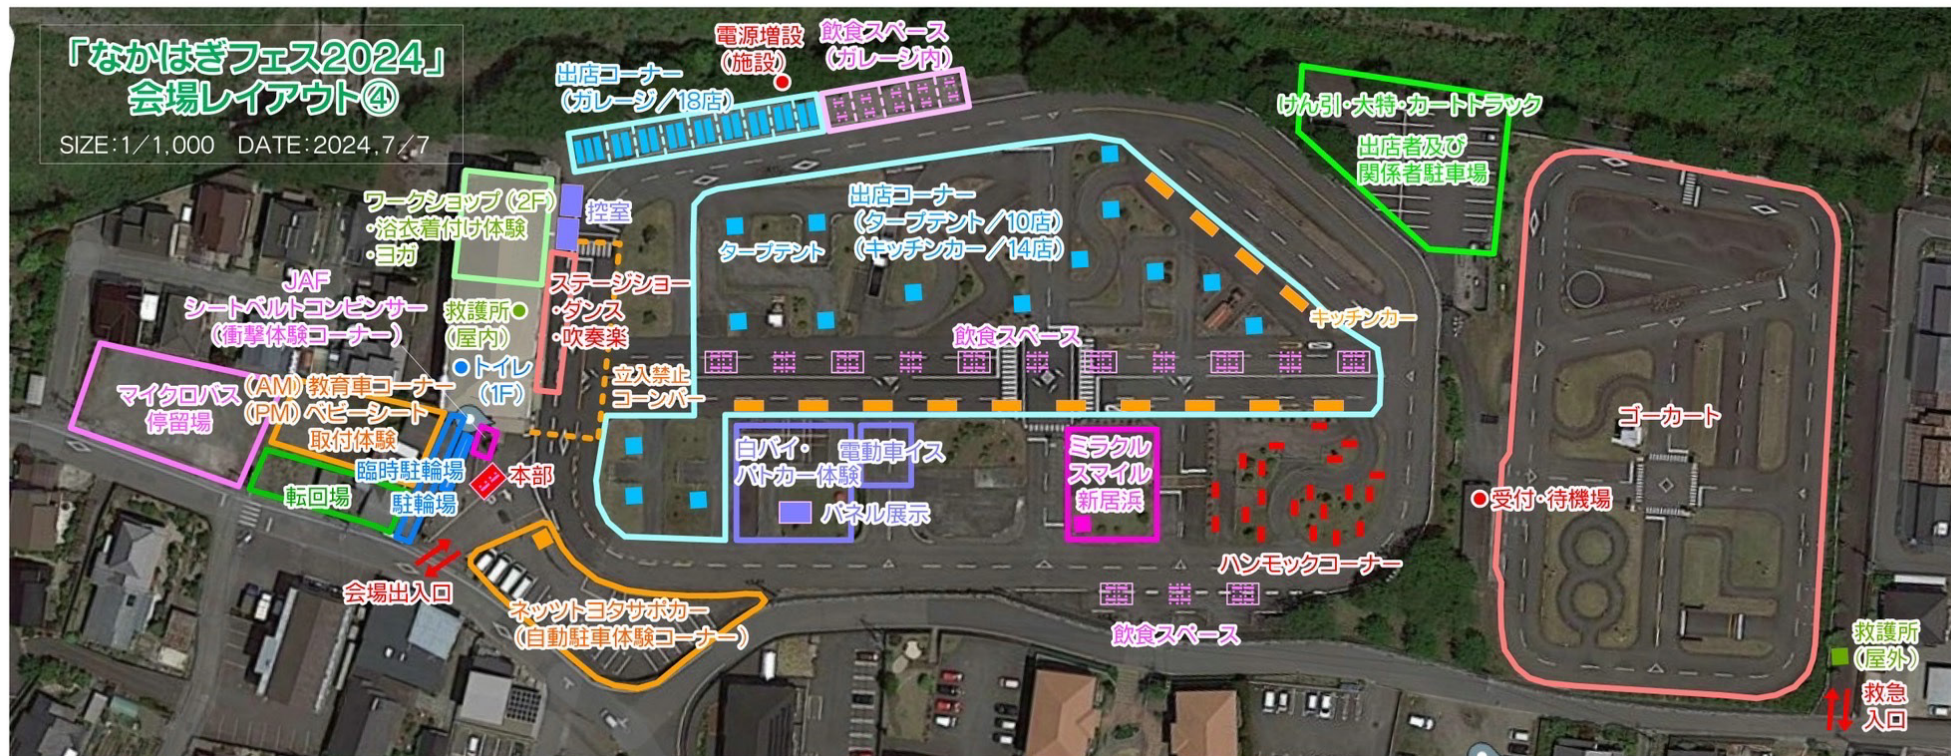 「なかはぎフェス2024」
会場レイアウト④
SIZE:1/1,000 DATE:2024,7/7
電源増設
(施設)
飲食スペース
(ガレージ内)
出店コーナー
(ガレージ/18店)
けん引・大特・カートトラック
出店者及び
関係者駐車場
ワークショップ(2F)
・浴衣着付け体験
・ヨガ
控室
出店コーナー
(タープテント/10店)
(キッチンカー/14店)
タープテント
JAF
シートベルトコンビンサー
(衝撃体験コーナー)
救護所
(屋内)
ステージショー
・ダンス
・吹奏楽
キッチンカー
飲食スペース
トイレ
(1F)
立入禁止
コーンバー
マイクロバス
停留場
(AM)教育車コーナー
(PM)ベビーシート
取付体験
ゴーカート
臨時駐輪場
駐輪場
転回場
本部
白バイ・
パトカー体験
電動車イス
パネル展示
ミラクル
スマイル
新居浜
受付・待機場
ハンモックコーナー
会場出入口
ネッツトヨタサポカー
(自動駐車体験コーナー)
飲食スペース
救護所
(屋外)
救急
入口